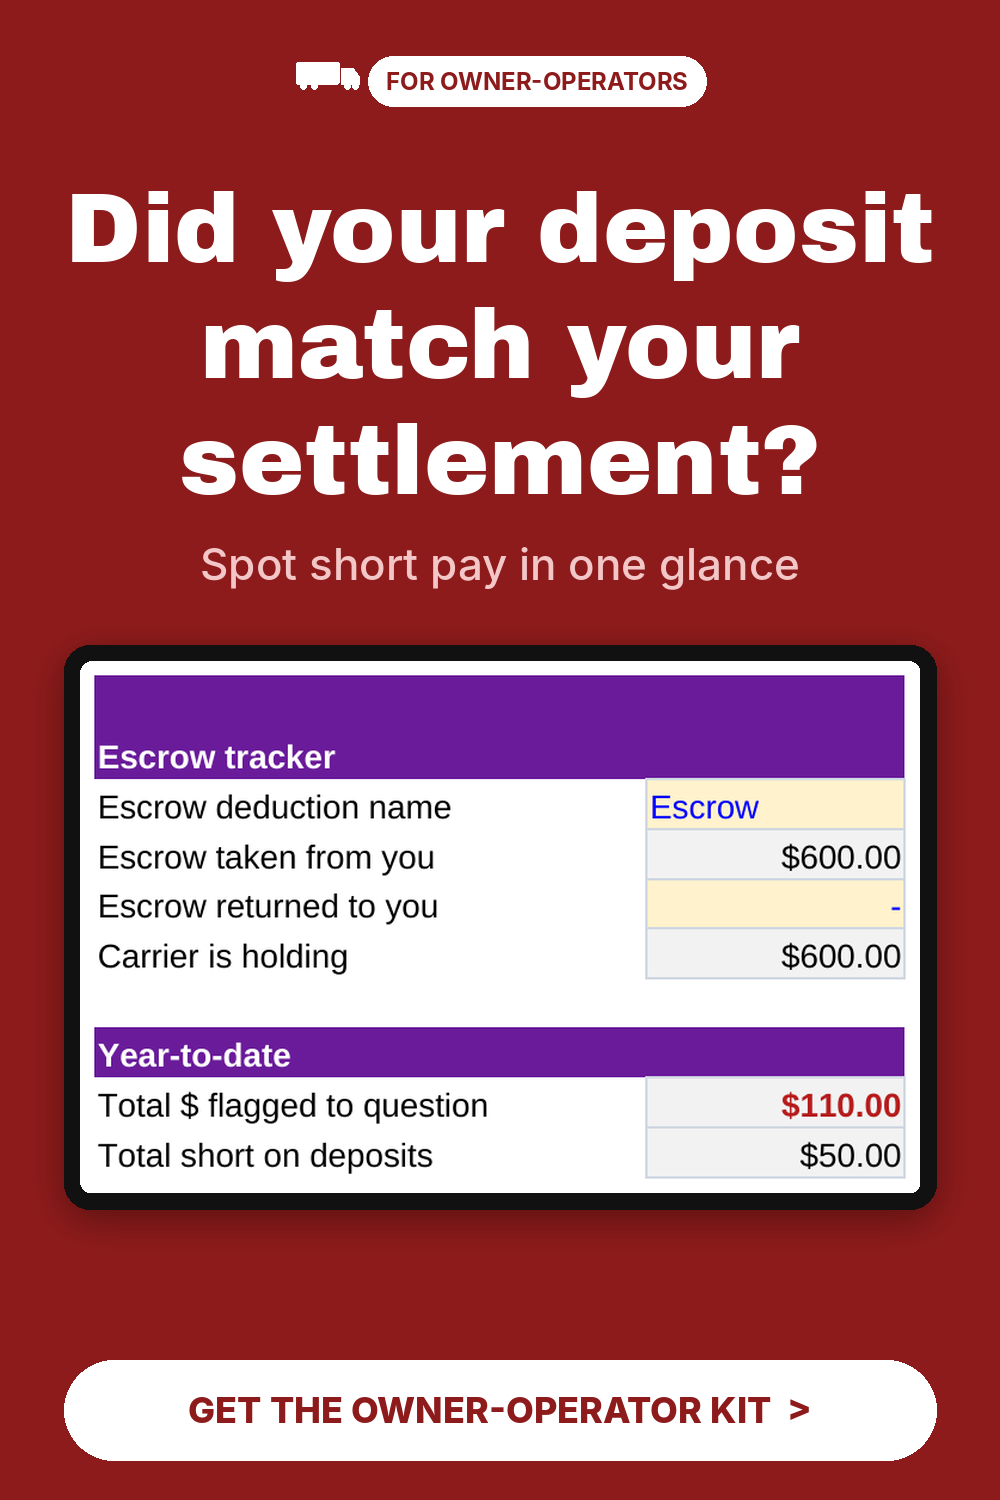 FOR OWNER-OPERATORS
Did your deposit
match your
settlement?
Spot short pay in one glance
Escrow tracker
Escrow deduction name Escrow
Escrow taken from you $600.00
Escrow returned to you -
Carrier is holding $600.00
Year-to-date
Total $ flagged to question $110.00
Total short on deposits $50.00
GET THE OWNER-OPERATOR KIT >